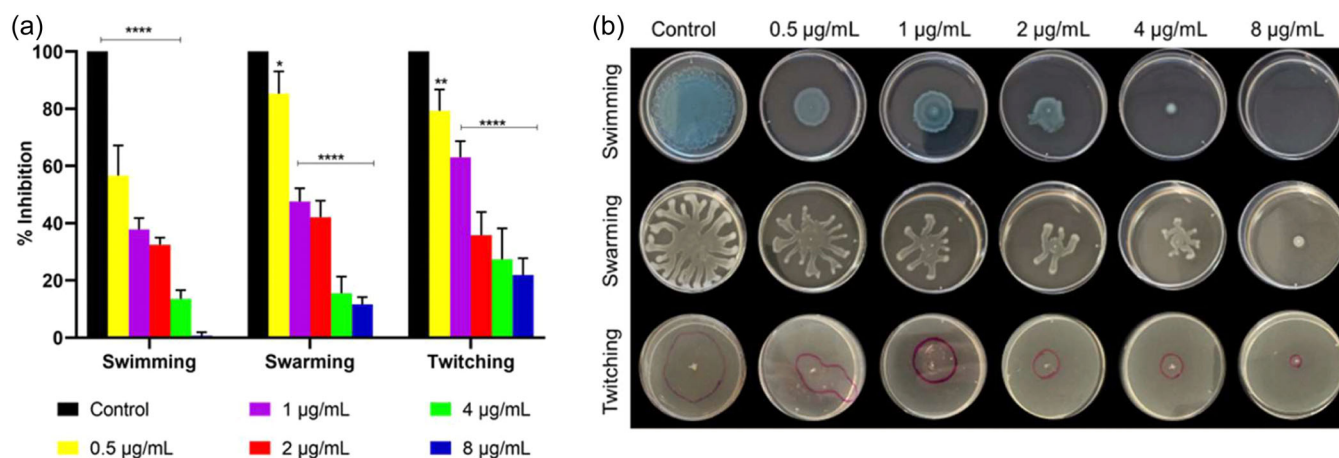 (a)
****
*
****
**
****
100
80
60
40
20
0
% Inhibition
Swimming Swarming Twitching
Control 1 µg/mL 4 µg/mL
0.5 µg/mL 2 µg/mL 8 µg/mL
(b)
Control 0.5 µg/mL 1 µg/mL 2 µg/mL 4 µg/mL 8 µg/mL
Swimming
Swarming
Twitching